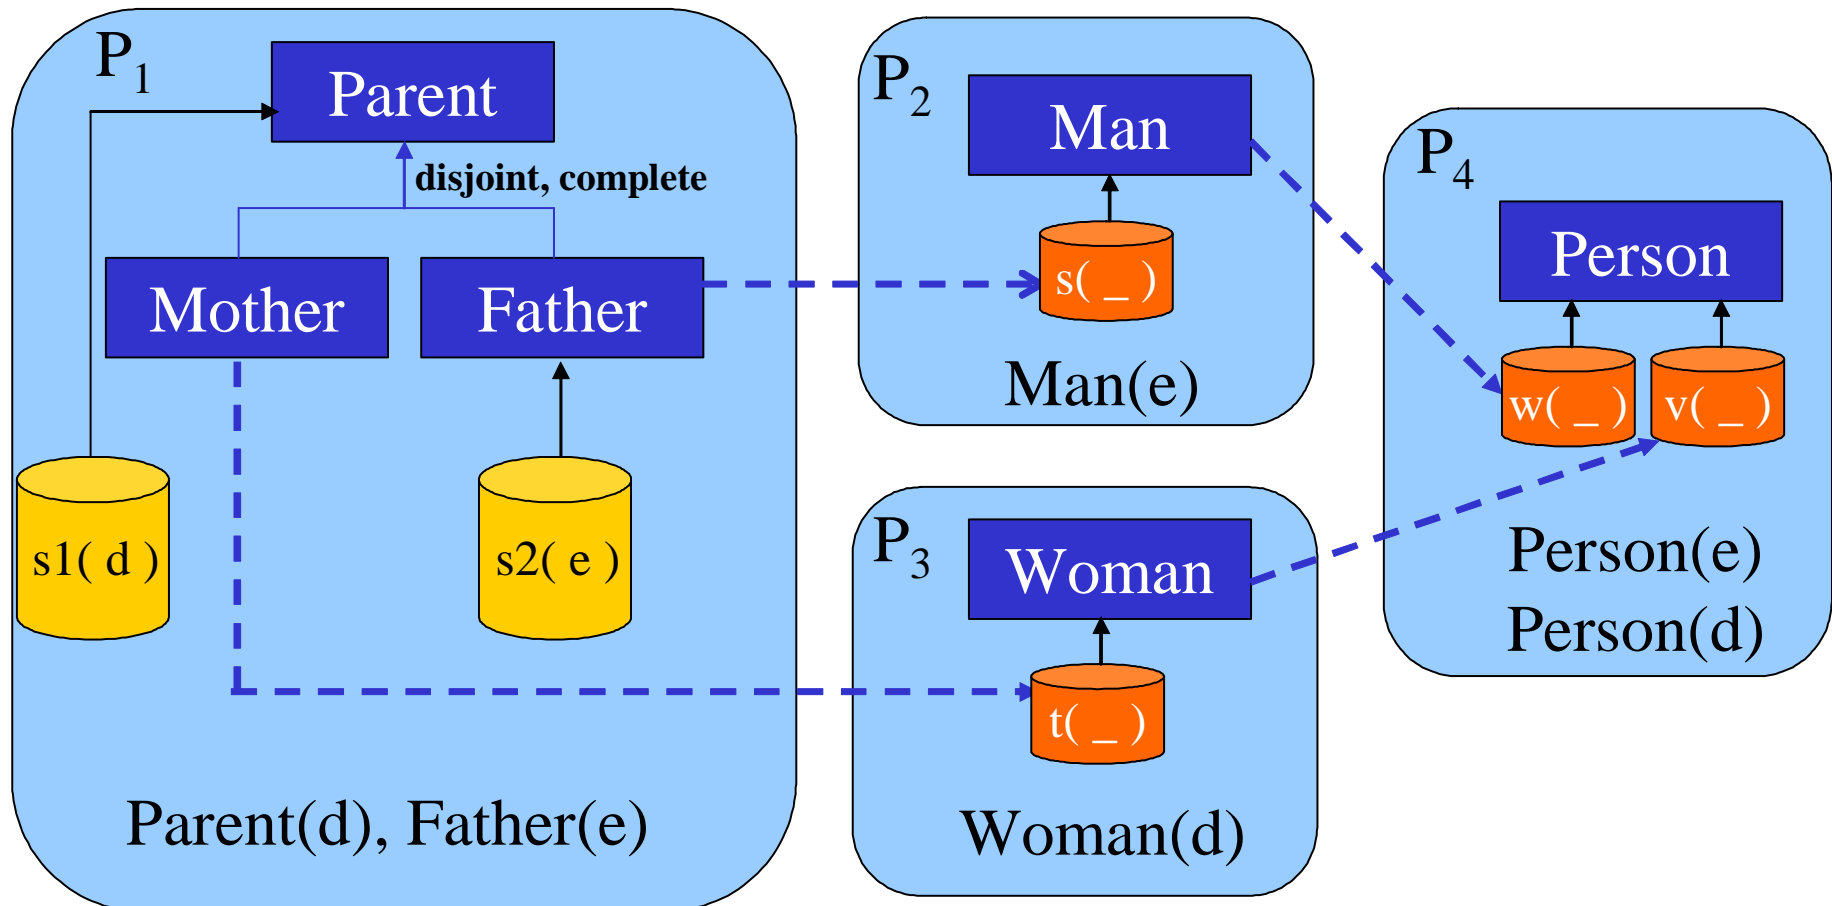 P1
Parent
disjoint, complete
Mother
Father
s1( d )
s2( e )
Parent(d), Father(e)
P2
Man
s( _ )
Man(e)
P3
Woman
t( _ )
Woman(d)
P4
Person
w( _ )
v( _ )
Person(e)
Person(d)